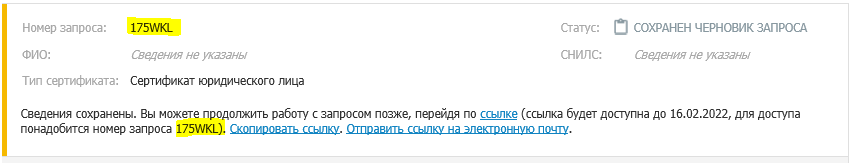 Номер запроса: 175WKL Статус: СОХРАНЕН ЧЕРНОВИК ЗАПРОСА
ФИО: Сведения не указаны СНИЛС: Сведения не указаны
Тип сертификата: Сертификат юридического лица
Сведения сохранены. Вы можете продолжить работу с запросом позже, перейдя по ссылке (ссылка будет доступна до 16.02.2022, для доступа
понадобится номер запроса 175WKL). Скопировать ссылку. Отправить ссылку на электронную почту.